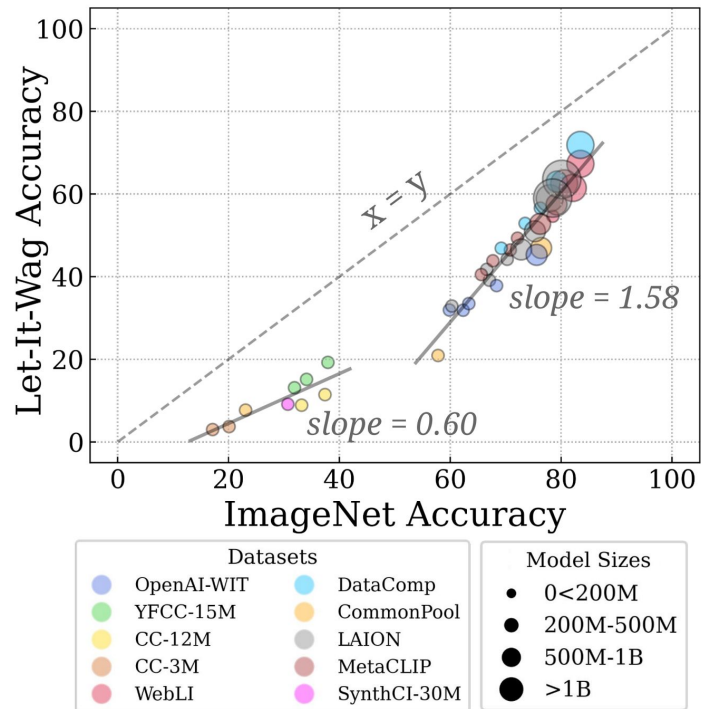 100
80
60
40
20
0
Let-It-Wag Accuracy
x = y
slope = 1.58
slope = 0.60
0 20 40 60 80 100
ImageNet Accuracy
Datasets
OpenAI-WIT
YFCC-15M
CC-12M
CC-3M
WebLI
DataComp
CommonPool
LAION
MetaCLIP
SynthCI-30M
Model Sizes
0<200M
200M-500M
500M-1B
>1B